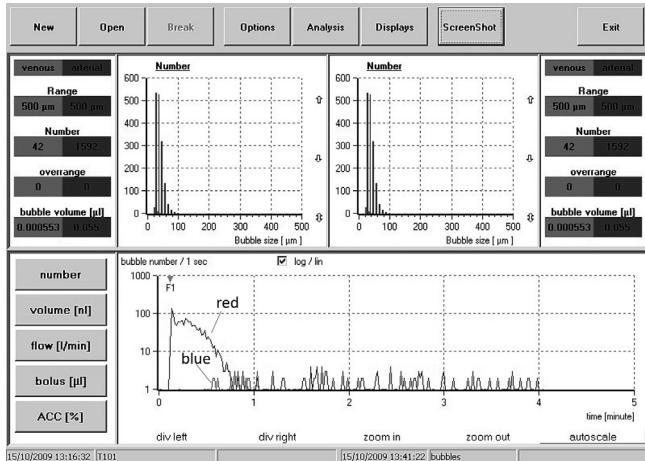 New Open Break Options Analysis Displays ScreenShot Exit
venous arterial
Range
500 µm 500 µm
Number
42 1592
overrange
0 0
bubble volume [µl]
0.000553 0.055
Number
600
500
400
300
200
100
0
0 100 200 300 400 500
Bubble size [ µm ]
Number
600
500
400
300
200
100
0
0 100 200 300 400 500
Bubble size [ µm ]
venous arterial
Range
500 µm 500 µm
Number
42 1592
overrange
0 0
bubble volume [µl]
0.000553 0.055
number
volume [nl]
flow [l/min]
bolus [µl]
ACC [%]
bubble number / 1 sec log / lin
1000
F1
red
100
10
blue
1
0 1 2 3 4 5
time [minute]
div left div right zoom in zoom out autoscale
15/10/2009 13:16:32 T101 15/10/2009 13:41:22 bubbles